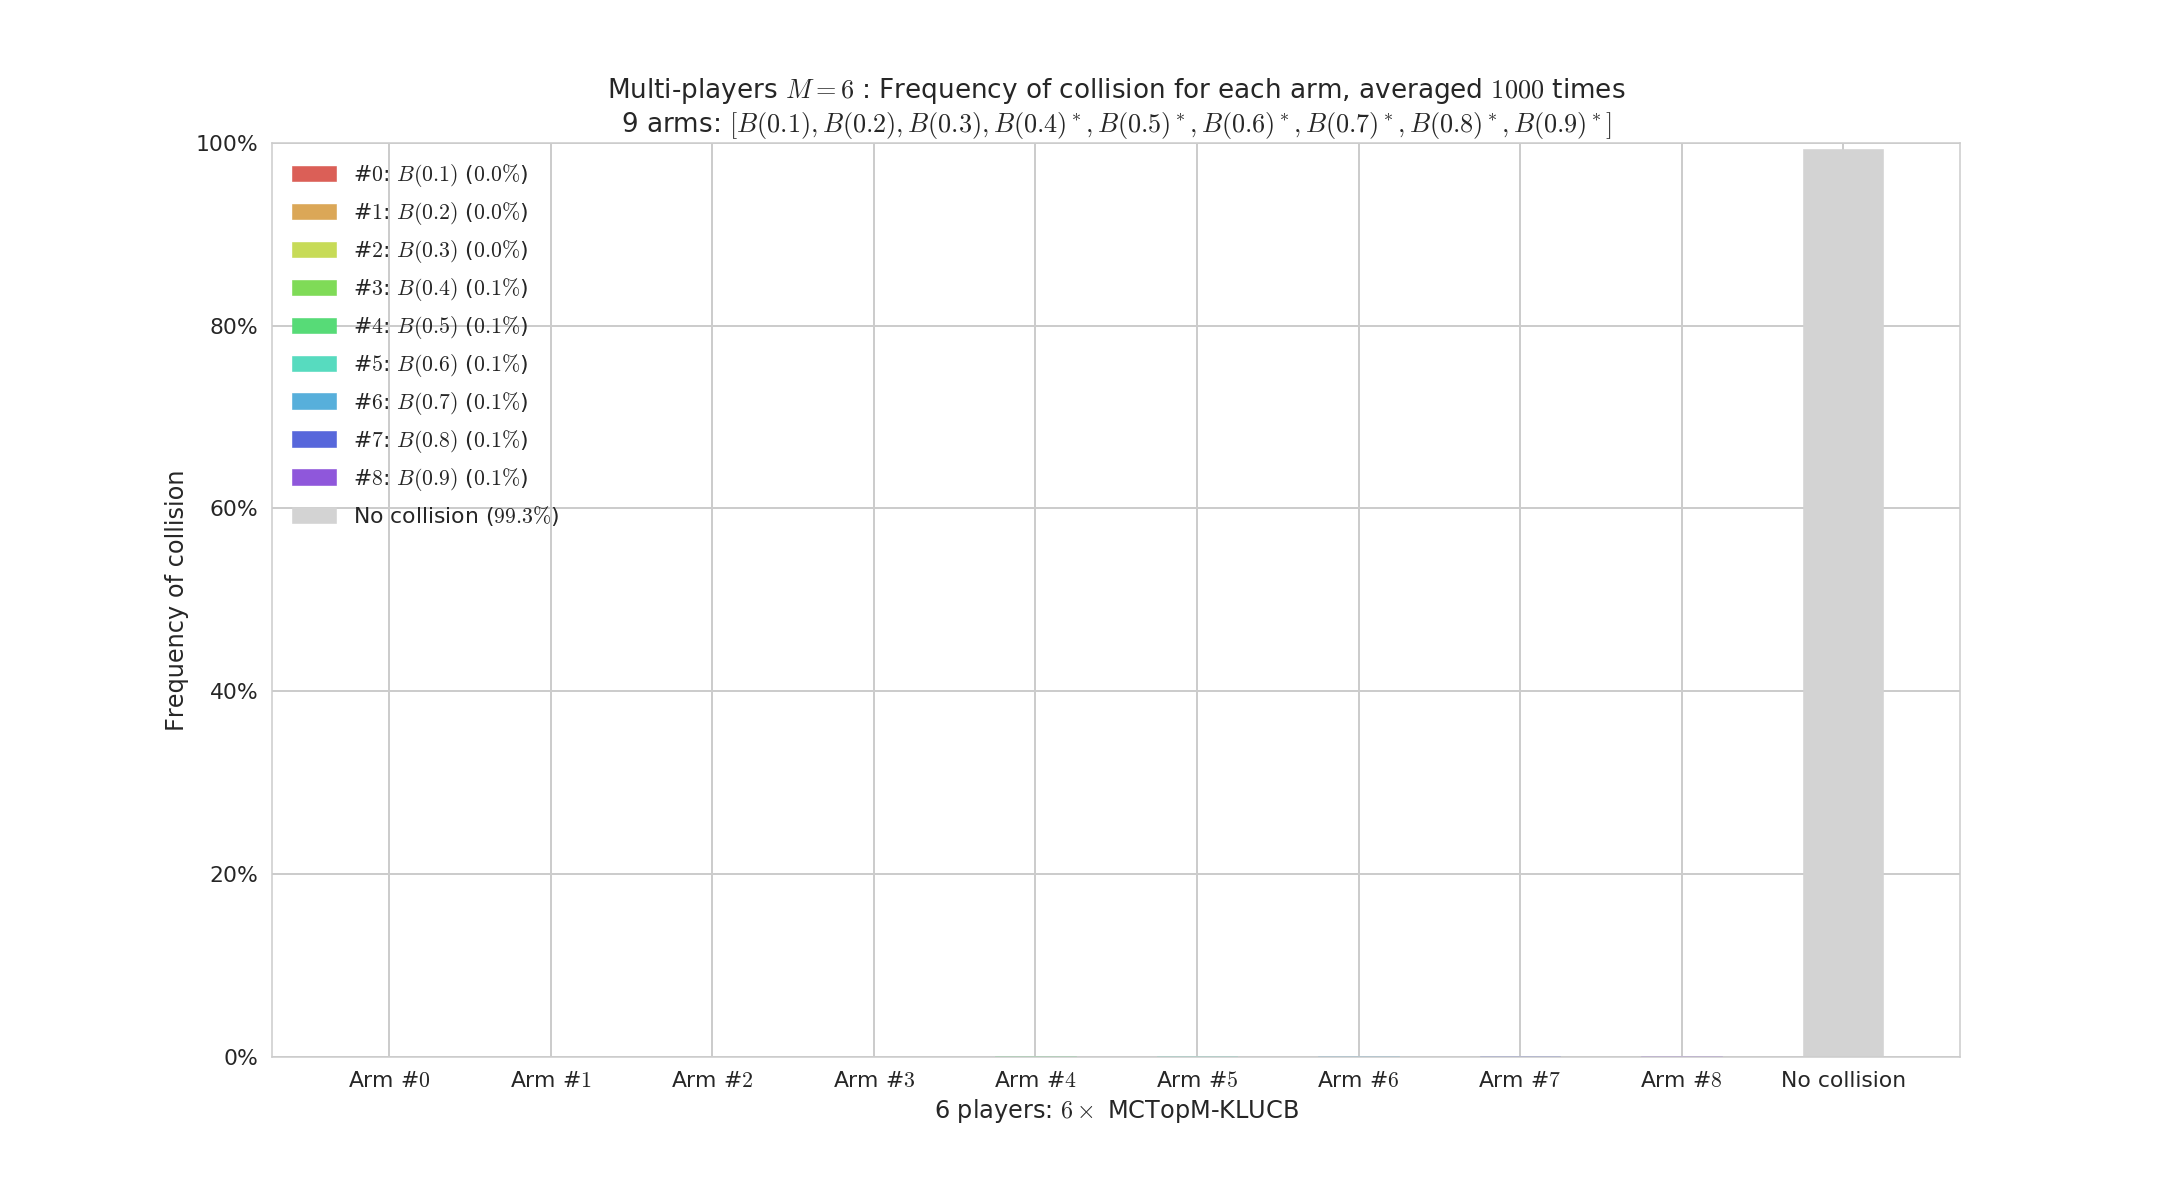 Multi-players M = 6 : Frequency of collision for each arm, averaged 1000 times
9 arms: [B(0.1), B(0.2), B(0.3), B(0.4)*, B(0.5)*, B(0.6)*, B(0.7)*, B(0.8)*, B(0.9)*]
100%
80%
60%
40%
20%
0%
Frequency of collision
#0: B(0.1) (0.0%)
#1: B(0.2) (0.0%)
#2: B(0.3) (0.0%)
#3: B(0.4) (0.1%)
#4: B(0.5) (0.1%)
#5: B(0.6) (0.1%)
#6: B(0.7) (0.1%)
#7: B(0.8) (0.1%)
#8: B(0.9) (0.1%)
No collision (99.3%)
Arm #0 Arm #1 Arm #2 Arm #3 Arm #4 Arm #5 Arm #6 Arm #7 Arm #8 No collision
6 players: 6× MCTopM-KLUCB